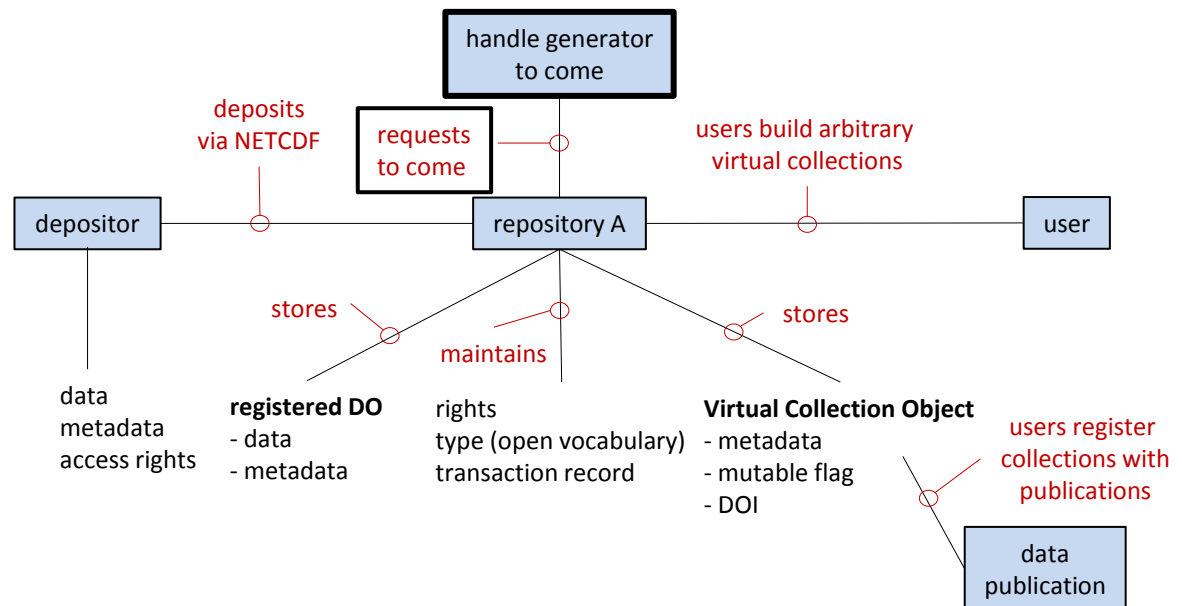 handle generator
to come
deposits
via NETCDF
requests
to come
users build arbitrary
virtual collections
depositor
repository A
user
stores
maintains
stores
data
metadata
access rights
registered DO
- data
- metadata
rights
type (open vocabulary)
transaction record
Virtual Collection Object
- metadata
- mutable flag
- DOI
users register
collections with
publications
data
publication